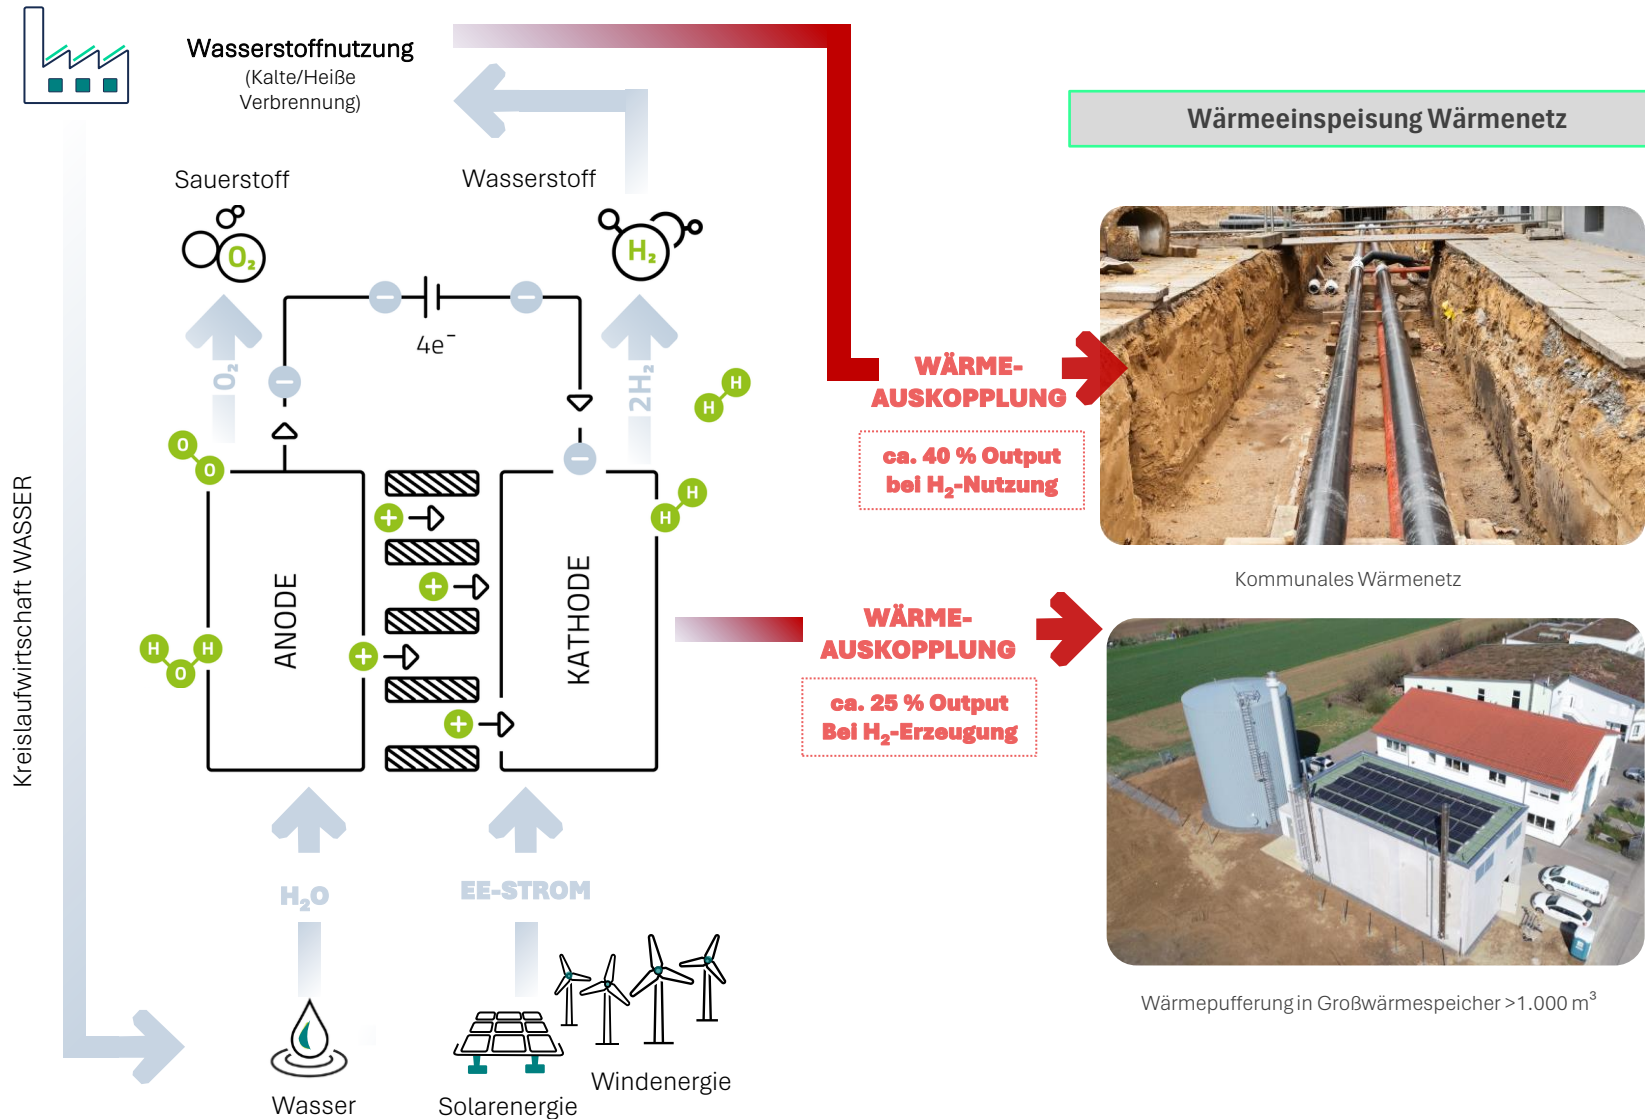 Wasserstoffnutzung
(Kalte/Heiße
Verbrennung)
Wärmeeinspeisung Wärmenetz
Sauerstoff
Wasserstoff
O₂
H₂
4e⁻
O₂
2H₂
H
H
O
O
H
H
H
O
H
ANODE
KATHODE
Kreislaufwirtschaft WASSER
WÄRME-
AUSKOPPLUNG
ca. 40 % Output
bei H₂-Nutzung
Kommunales Wärmenetz
WÄRME-
AUSKOPPLUNG
ca. 25 % Output
Bei H₂-Erzeugung
H₂O
EE-STROM
Wärmepufferung in Großwärmespeicher >1.000 m³
Wasser
Solarenergie
Windenergie